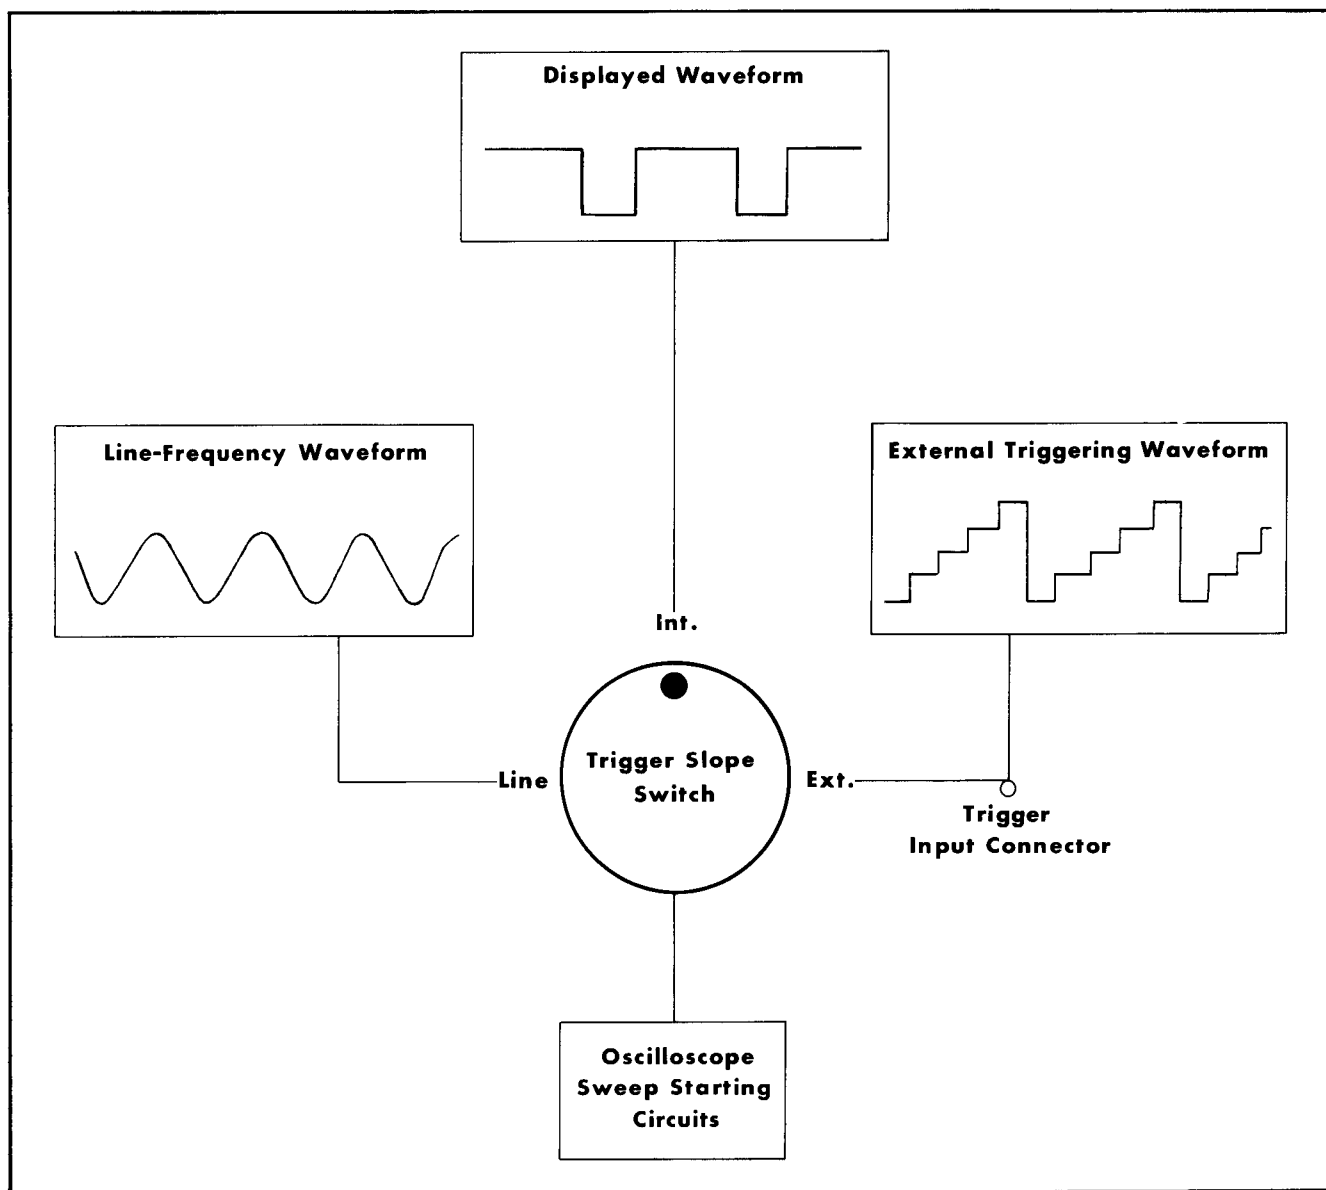 Displayed Waveform
Line-Frequency Waveform
External Triggering Waveform
Int.
Line
Trigger Slope
Switch
Ext.
Trigger
Input Connector
Oscilloscope
Sweep Starting
Circuits